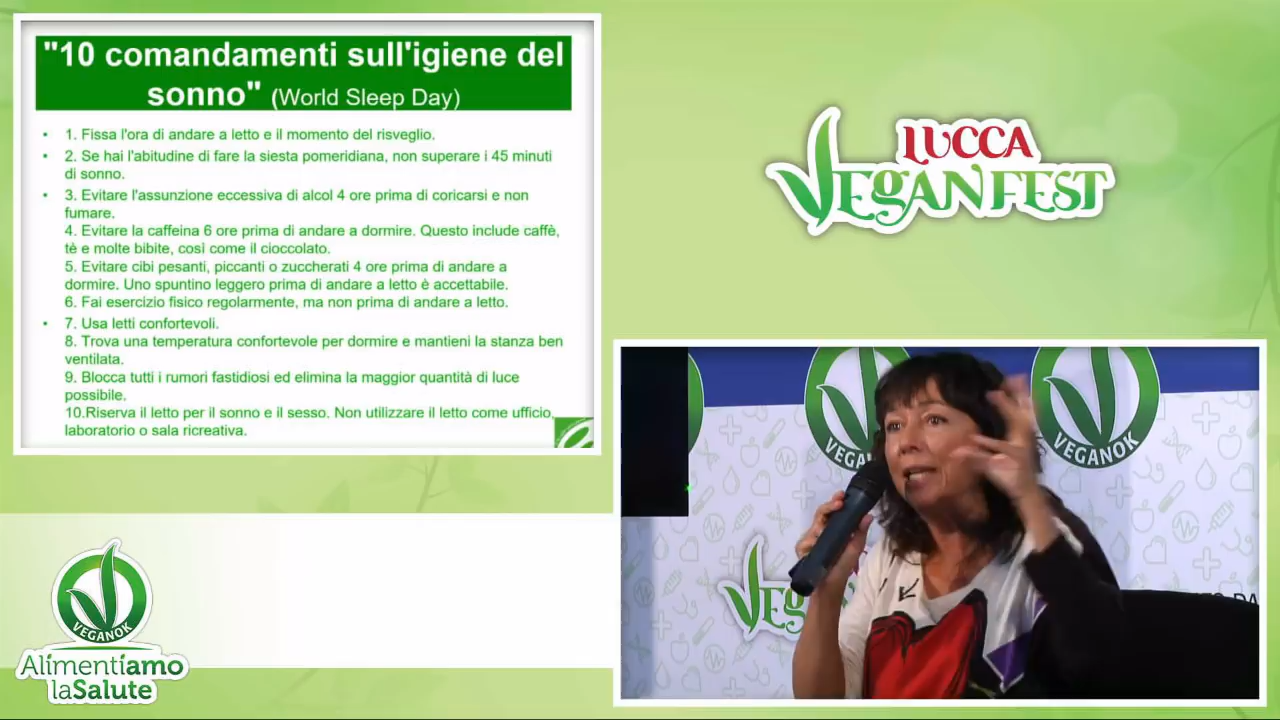 "10 comandamenti sull'igiene del
sonno" (World Sleep Day)
• 1. Fissa l'ora di andare a letto e il momento del risveglio.
• 2. Se hai l'abitudine di fare la siesta pomeridiana, non superare i 45 minuti
di sonno.
• 3. Evitare l'assunzione eccessiva di alcol 4 ore prima di coricarsi e non
fumare.
4. Evitare la caffeina 6 ore prima di andare a dormire. Questo include caffè,
tè e molte bibite, così come il cioccolato.
5. Evitare cibi pesanti, piccanti o zuccherati 4 ore prima di andare a
dormire. Uno spuntino leggero prima di andare a letto è accettabile.
6. Fai esercizio fisico regolarmente, ma non prima di andare a letto.
• 7. Usa letti confortevoli.
8. Trova una temperatura confortevole per dormire e mantieni la stanza ben
ventilata.
9. Blocca tutti i rumori fastidiosi ed elimina la maggior quantità di luce
possibile.
10.Riserva il letto per il sonno e il sesso. Non utilizzare il letto come ufficio,
laboratorio o sala ricreativa.
LUCCA
VEGANFEST
VEGANOK
VEGANOK
Alimentiamo
laSalute